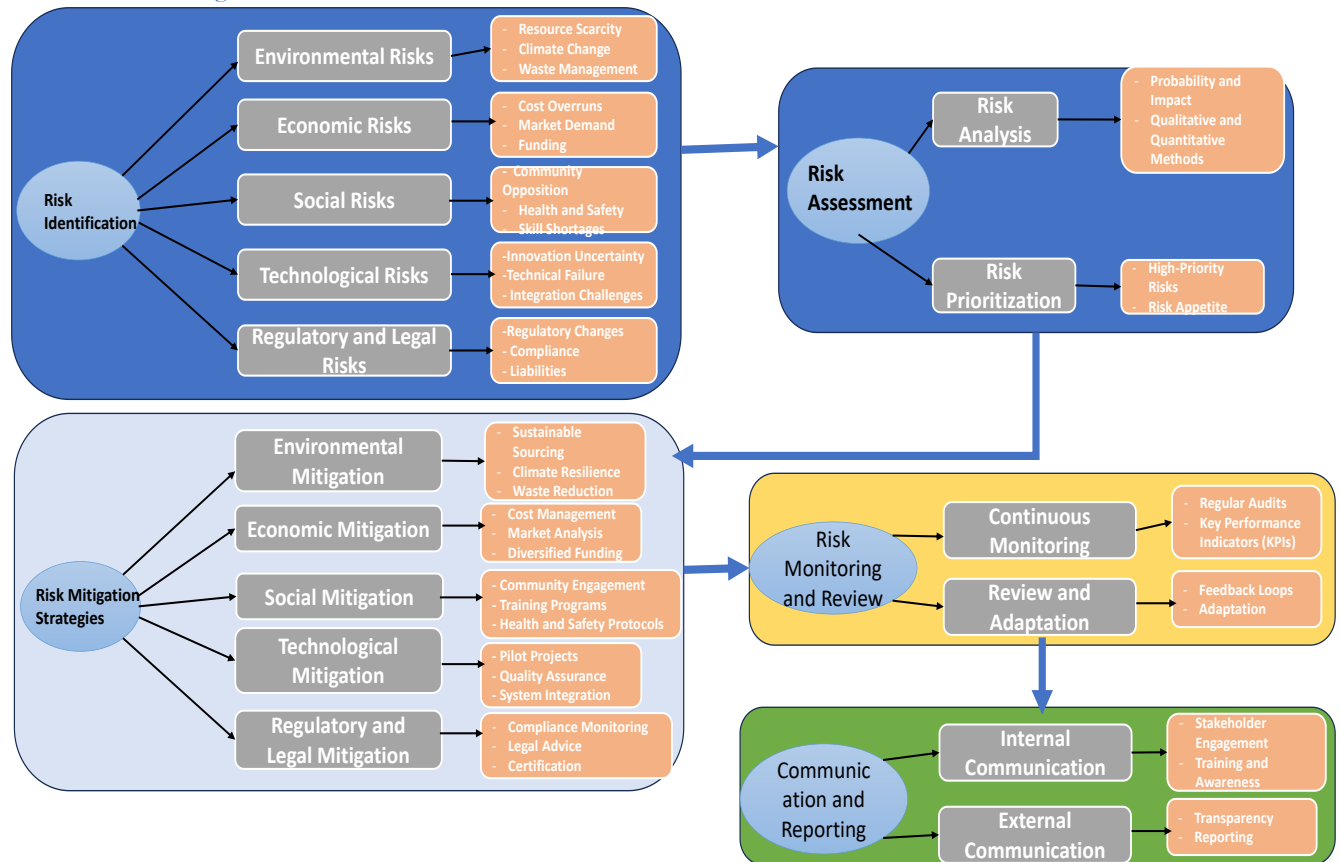 Risk
Identification
Environmental Risks
- Resource Scarcity
- Climate Change
- Waste Management
Economic Risks
- Cost Overruns
- Market Demand
- Funding
Social Risks
- Community
Opposition
- Health and Safety
- Skill Shortages
Technological Risks
-Innovation Uncertainty
-Technical Failure
- Integration Challenges
Regulatory and Legal
Risks
-Regulatory Changes
- Compliance
- Liabilities
Risk
Assessment
Risk
Analysis
- Probability and
Impact
- Qualitative and
Quantitative
Methods
Risk
Prioritization
- High-Priority
Risks
- Risk Appetite
Risk Mitigation
Strategies
Environmental
Mitigation
- Sustainable
Sourcing
- Climate Resilience
- Waste Reduction
Economic Mitigation
- Cost Management
- Market Analysis
- Diversified Funding
Social Mitigation
- Community Engagement
- Training Programs
- Health and Safety Protocols
Technological
Mitigation
- Pilot Projects
- Quality Assurance
- System Integration
Regulatory and
Legal Mitigation
- Compliance Monitoring
- Legal Advice
- Certification
Risk
Monitoring
and Review
Continuous
Monitoring
- Regular Audits
- Key Performance
Indicators (KPIs)
Review and
Adaptation
- Feedback Loops
- Adaptation
Communic
ation and
Reporting
Internal
Communication
- Stakeholder
Engagement
- Training and
Awareness
External
Communication
- Transparency
- Reporting